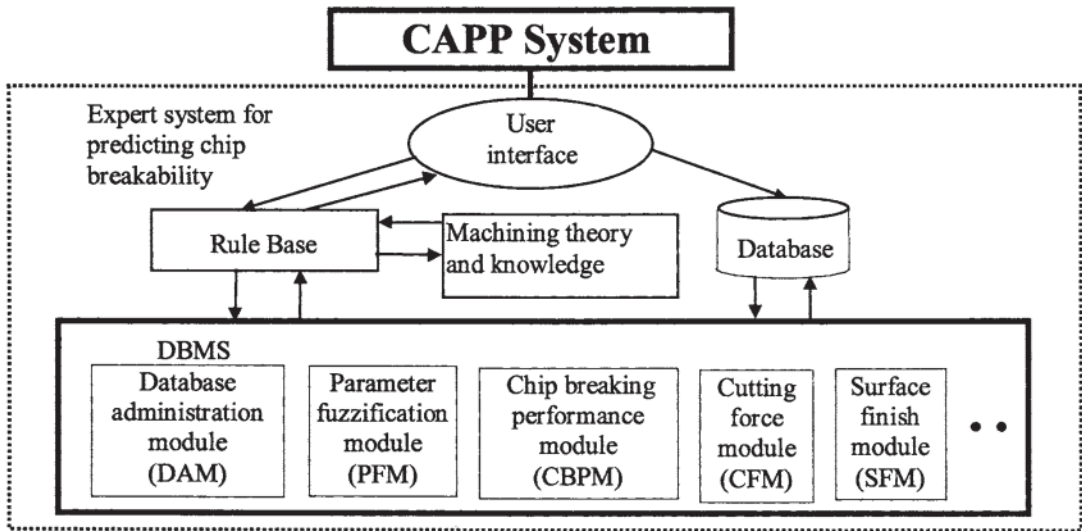 CAPP System
Expert system for
predicting chip
breakability
User
interface
Rule Base
Machining theory
and knowledge
Database
DBMS
Database
administration
module
(DAM)
Parameter
fuzzification
module
(PFM)
Chip breaking
performance
module
(CBPM)
Cutting
force
module
(CFM)
Surface
finish module
(SFM)
• •